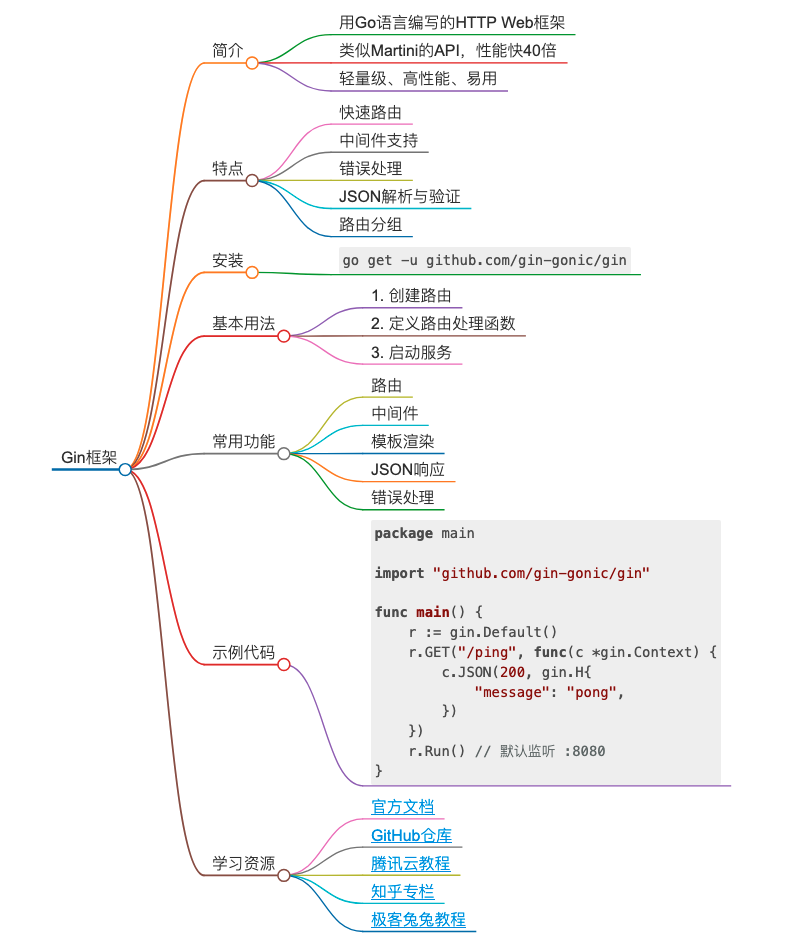 Gin框架
简介
用Go语言编写的HTTP Web框架
类似Martini的API，性能快40倍
轻量级、高性能、易用
特点
快速路由
中间件支持
错误处理
JSON解析与验证
路由分组
安装
go get -u github.com/gin-gonic/gin
基本用法
1. 创建路由
2. 定义路由处理函数
3. 启动服务
常用功能
路由
中间件
模板渲染
JSON响应
错误处理
示例代码
package main

import "github.com/gin-gonic/gin"

func main() {
    r := gin.Default()
    r.GET("/ping", func(c *gin.Context) {
        c.JSON(200, gin.H{
            "message": "pong",
        })
    })
    r.Run() // 默认监听 :8080
}
学习资源
官方文档
GitHub仓库
腾讯云教程
知乎专栏
极客兔兔教程